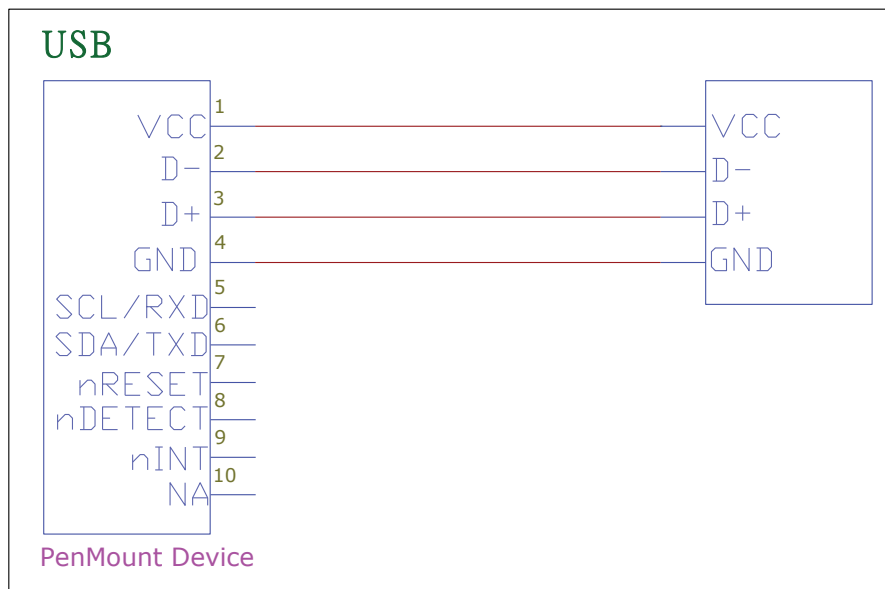 USB
1
VCC VCC
2
D- D-
3
D+ D+
4
GND GND
5
SCL/RXD
6
SDA/TXD
7
nRESET
8
nDETECT
9
nINT
10
NA
PenMount Device